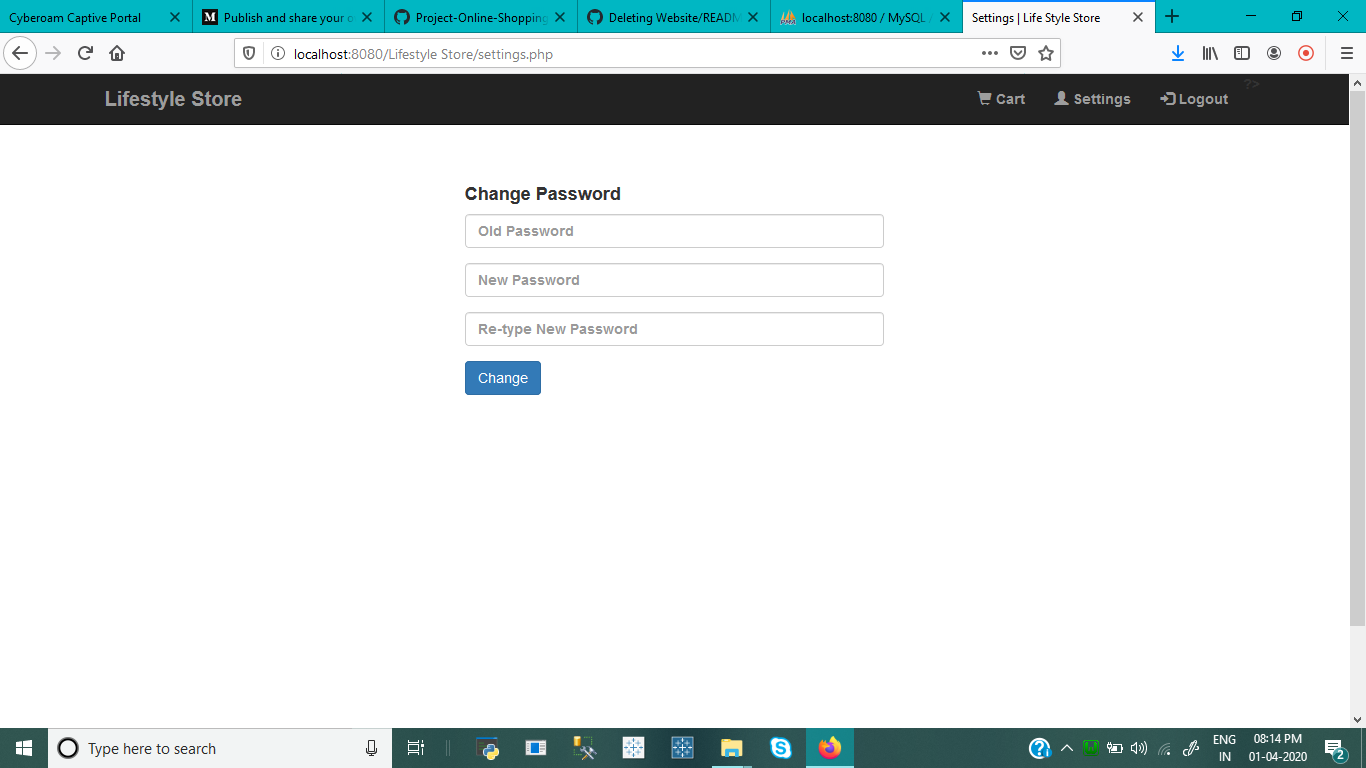 Cyberoam Captive Portal
Publish and share your o
Project-Online-Shopping
Deleting Website/READM
localhost:8080 / MySQL /
Settings | Life Style Store
localhost:8080/Lifestyle Store/settings.php
Lifestyle Store
Cart
Settings
Logout
?>
Change Password
Old Password
New Password
Re-type New Password
Change
Type here to search
ENG
IN
08:14 PM
01-04-2020
2